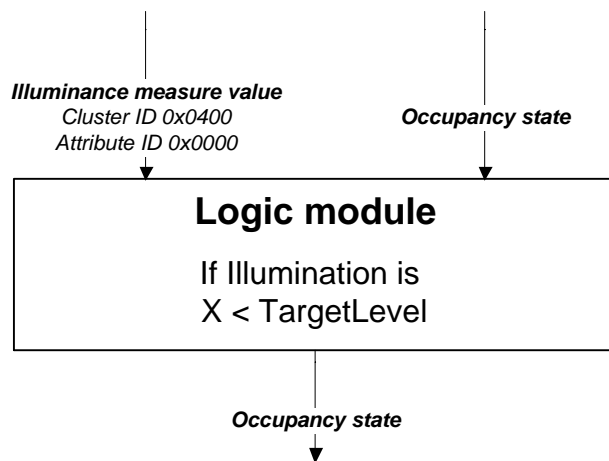 Illuminance measure value
Cluster ID 0x0400
Attribute ID 0x0000
Occupancy state
Logic module
If Illumination is
X < TargetLevel
Occupancy state